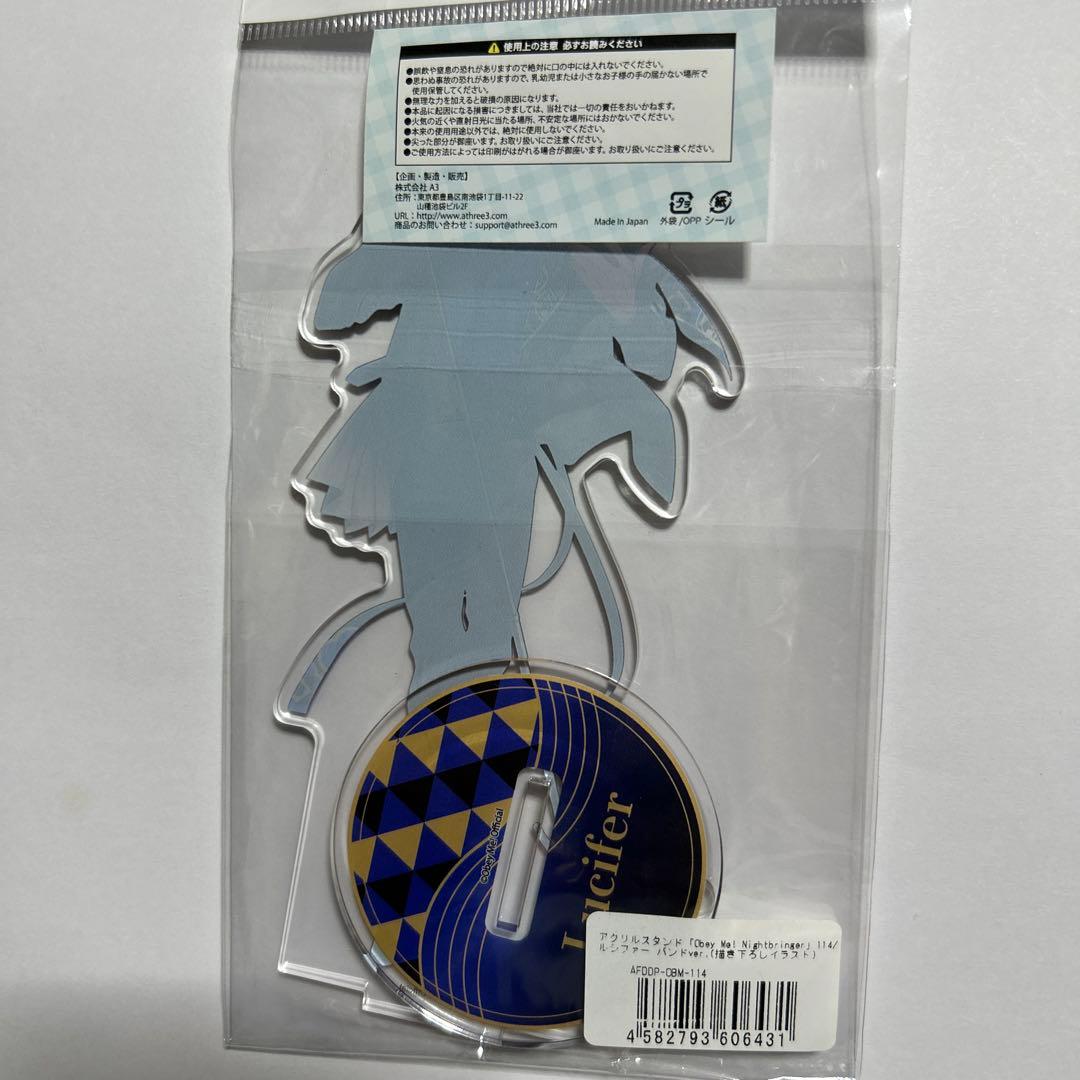 使用上の注意 必ずお読みください
●誤飲や窒息の恐れがありますので絶対に口の中には入れないでください。
●思わぬ事故の恐れがありますので、乳幼児または小さなお子様の手の届かない場所で
使用保管してください。
●無理な力を加えると破損の原因になります。
●本品に起因になる損害につきましては、当社では一切の責任をおいかねます。
●火気の近くや直射日光に当たる場所、不安定な場所にはおかないでください。
●本来の使用用途以外では、絶対に使用しないでください。
●尖った部分が御座います。お取り扱いにご注意ください。
●ご使用方法によっては印刷がはがれる場合が御座います。お取り扱いにご注意ください。
【企画・製造・販売】
株式会社 A3
住所：東京都豊島区南池袋1丁目-11-22
山種池袋ビル2F
URL：http://www.athree3.com
商品のお問い合わせ：support@athree3.com
Made In Japan
プラ
外袋/OPP
紙
シール
©Obey Me! Official
Lucifer
アクリルスタンド「Obey Me! Nightbringer」114/
ルシファー バンドver.(描き下ろしイラスト)
AFDDP-OBM-114
4 582793 606431